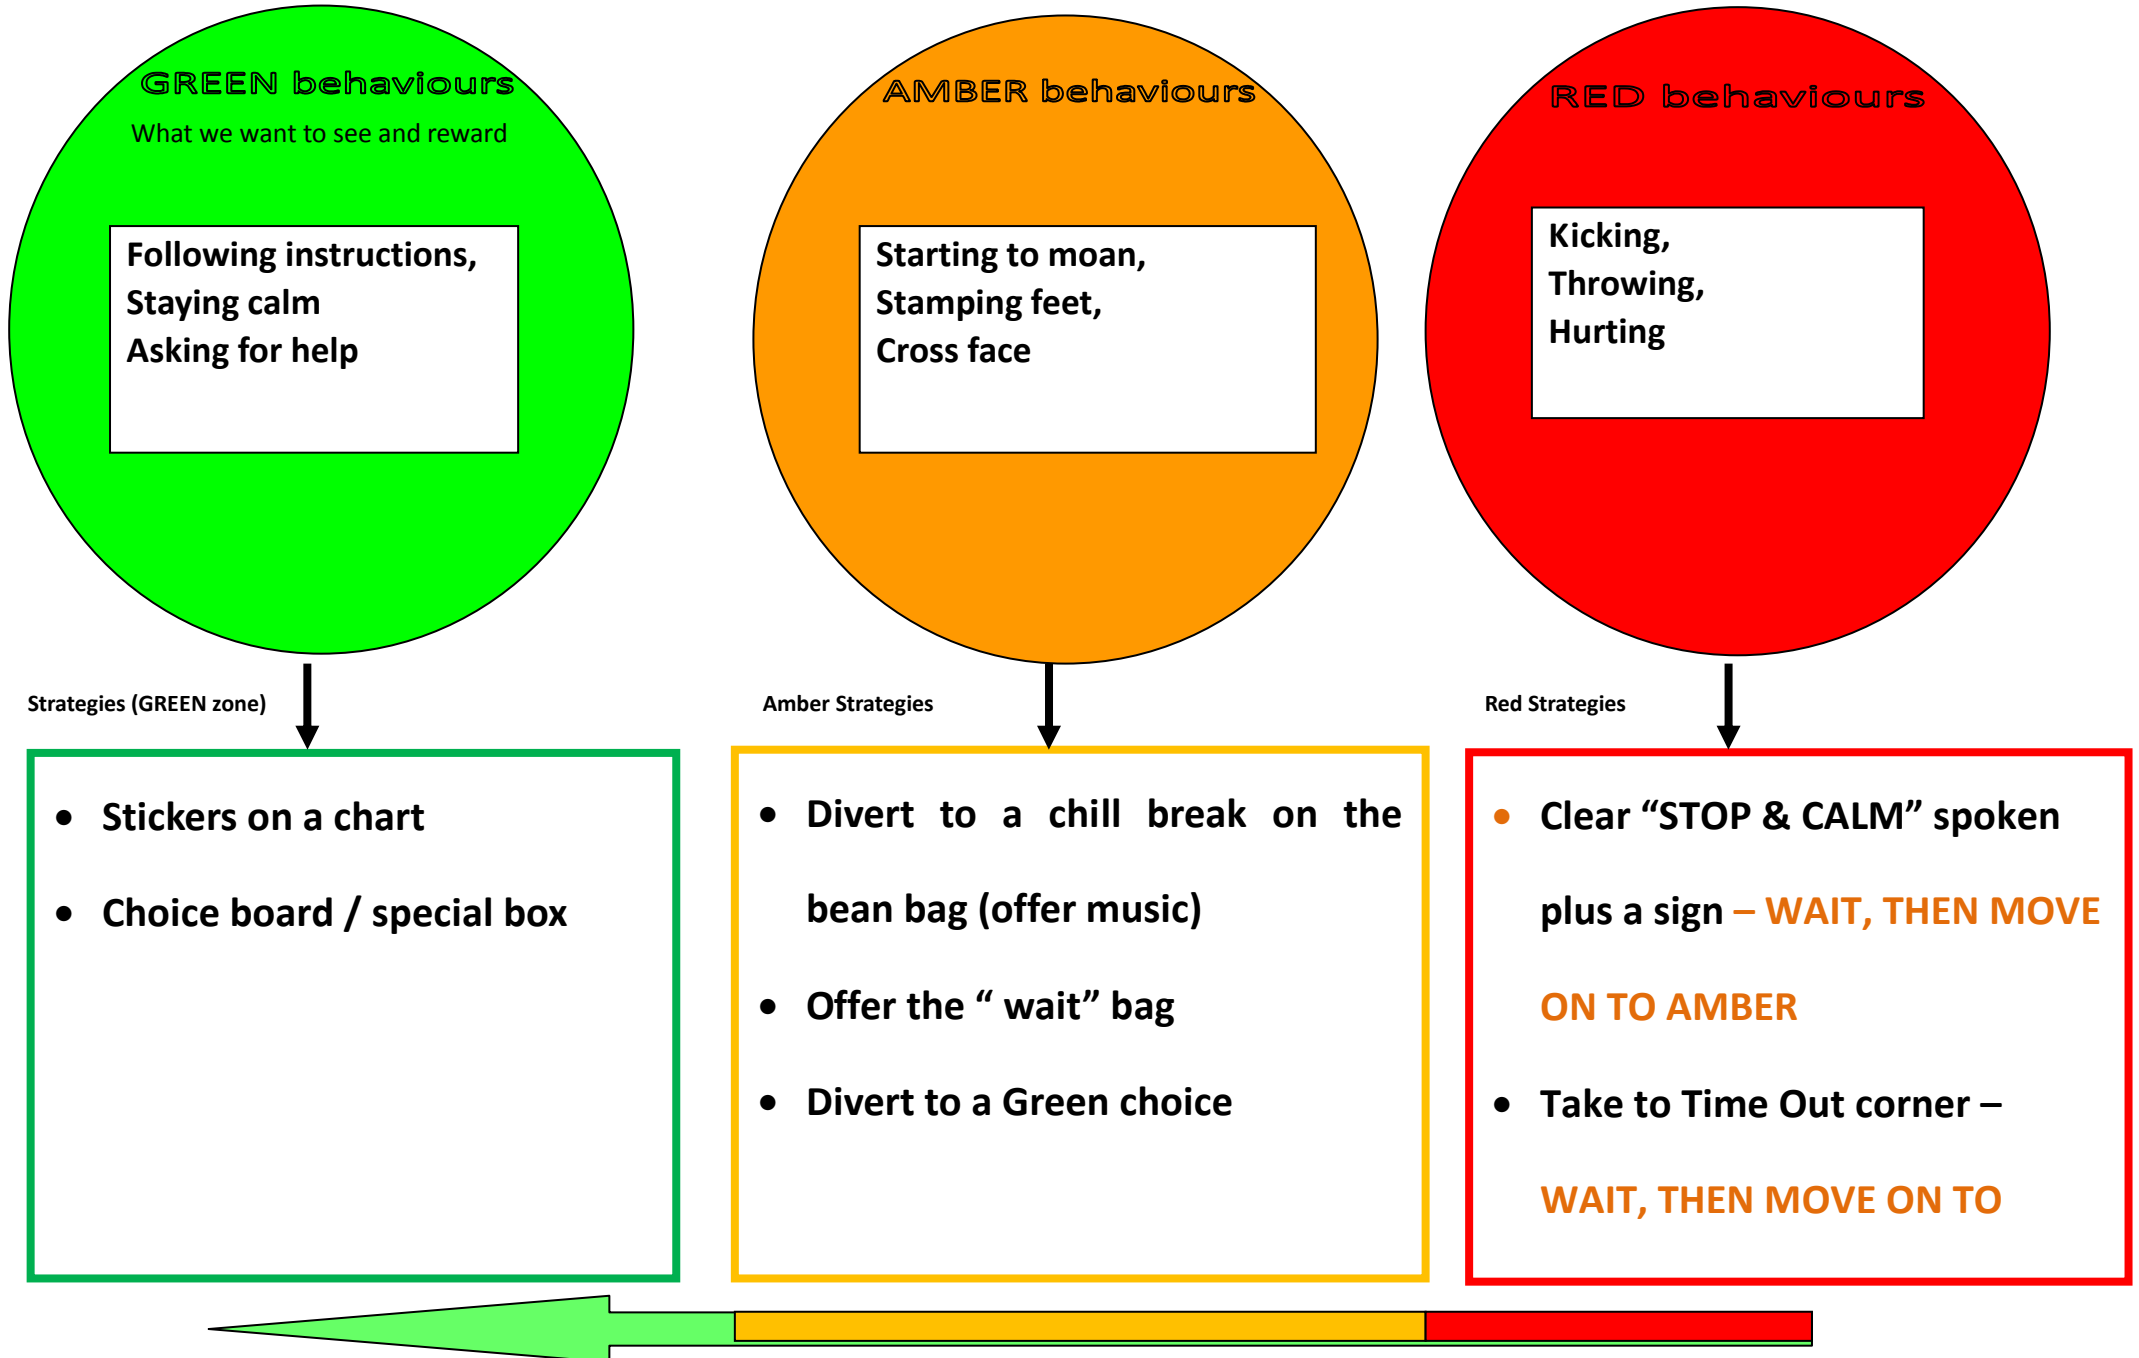 GREEN behaviours
What we want to see and reward
Following instructions,
Staying calm
Asking for help
AMBER behaviours
Starting to moan,
Stamping feet,
Cross face
RED behaviours
Kicking,
Throwing,
Hurting
Strategies (GREEN zone)
• Stickers on a chart
• Choice board / special box
Amber Strategies
• Divert to a chill break on the
bean bag (offer music)
• Offer the “ wait” bag
• Divert to a Green choice
Red Strategies
• Clear “STOP & CALM” spoken
plus a sign – WAIT, THEN MOVE
ON TO AMBER
• Take to Time Out corner –
WAIT, THEN MOVE ON TO